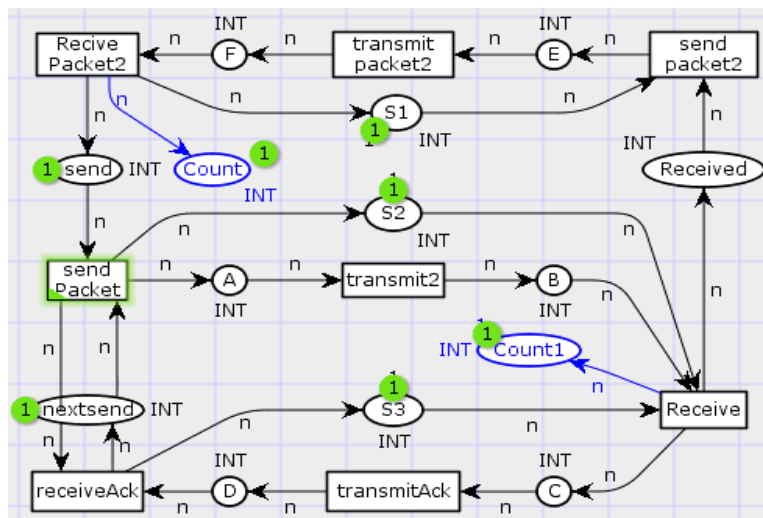 INT
INT
Recive
Packet2
n
F
n
transmit
packet2
n
E
n
send
packet2
n
n
n
n
S1
1
INT
n
1
send
INT
Count
1
INT
INT
Received
1
S2
INT
n
n
send
Packet
n
A
n
transmit2
n
B
n
INT
INT
n
n
n
1
INT
Count1
n
1
nextsend
INT
1
S3
INT
n
n
Receive
n
n
n
INT
INT
n
receiveAck
n
D
n
transmitAck
n
C